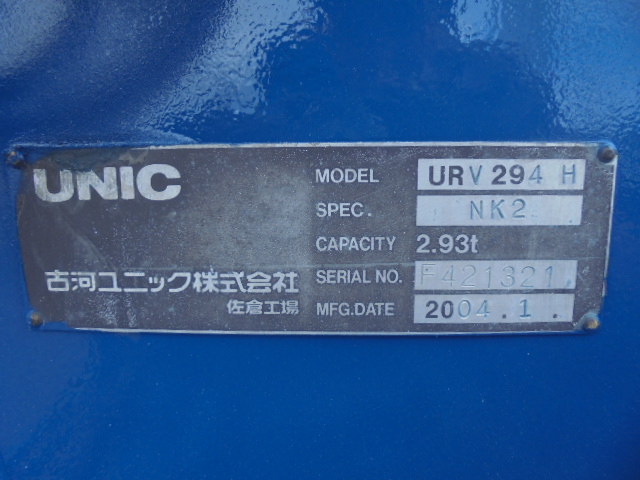 UNIC
MODEL URV294 H
SPEC. NK2
CAPACITY 2.93t
古河ユニック株式会社 SERIAL NO. F421321
佐倉工場 MFG.DATE 2004.1.